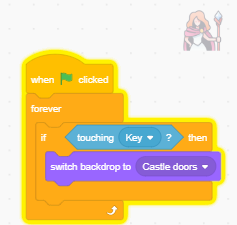 when clicked
forever
if touching Key ? then
switch backdrop to Castle doors